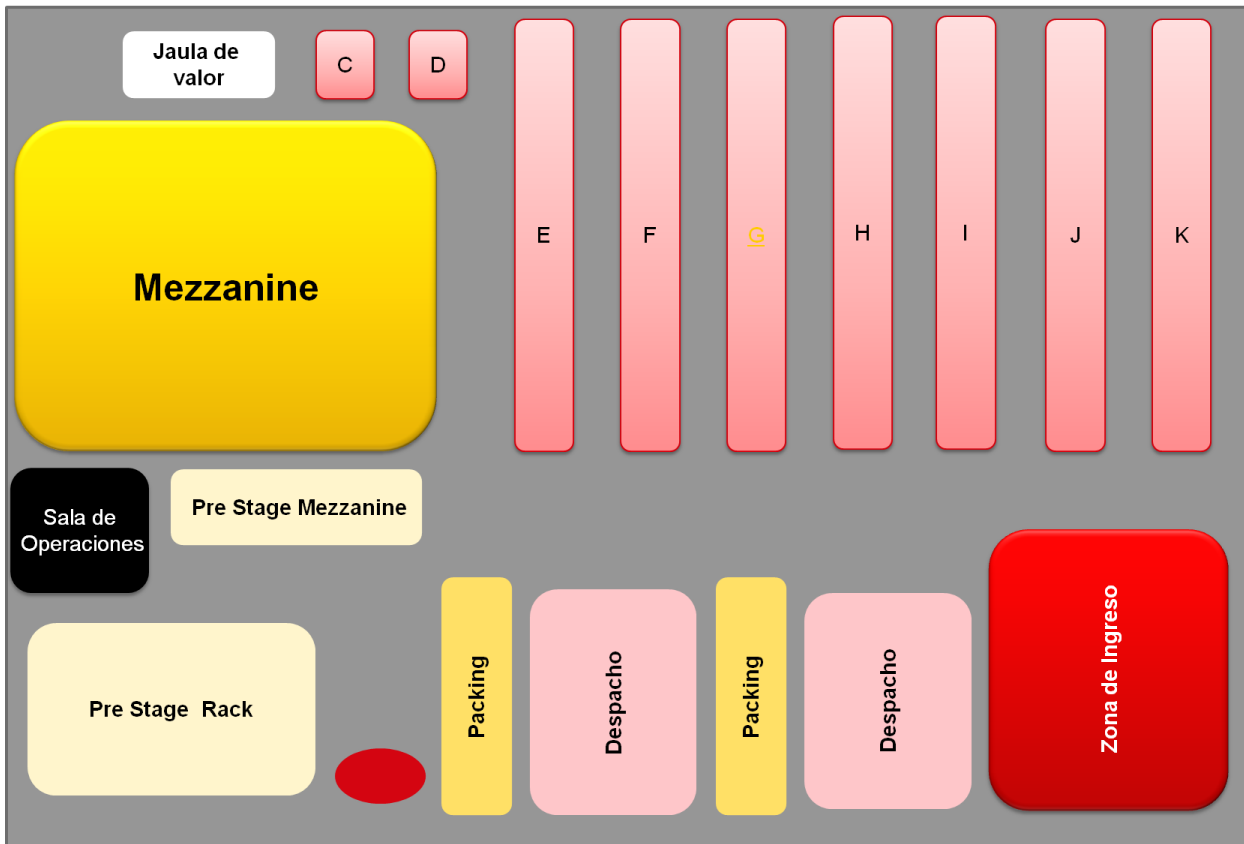 Jaula de
valor
C
D
E
F
G
H
I
J
K
Mezzanine
Sala de
Operaciones
Pre Stage Mezzanine
Pre Stage Rack
Packing
Despacho
Packing
Despacho
Zona de Ingreso